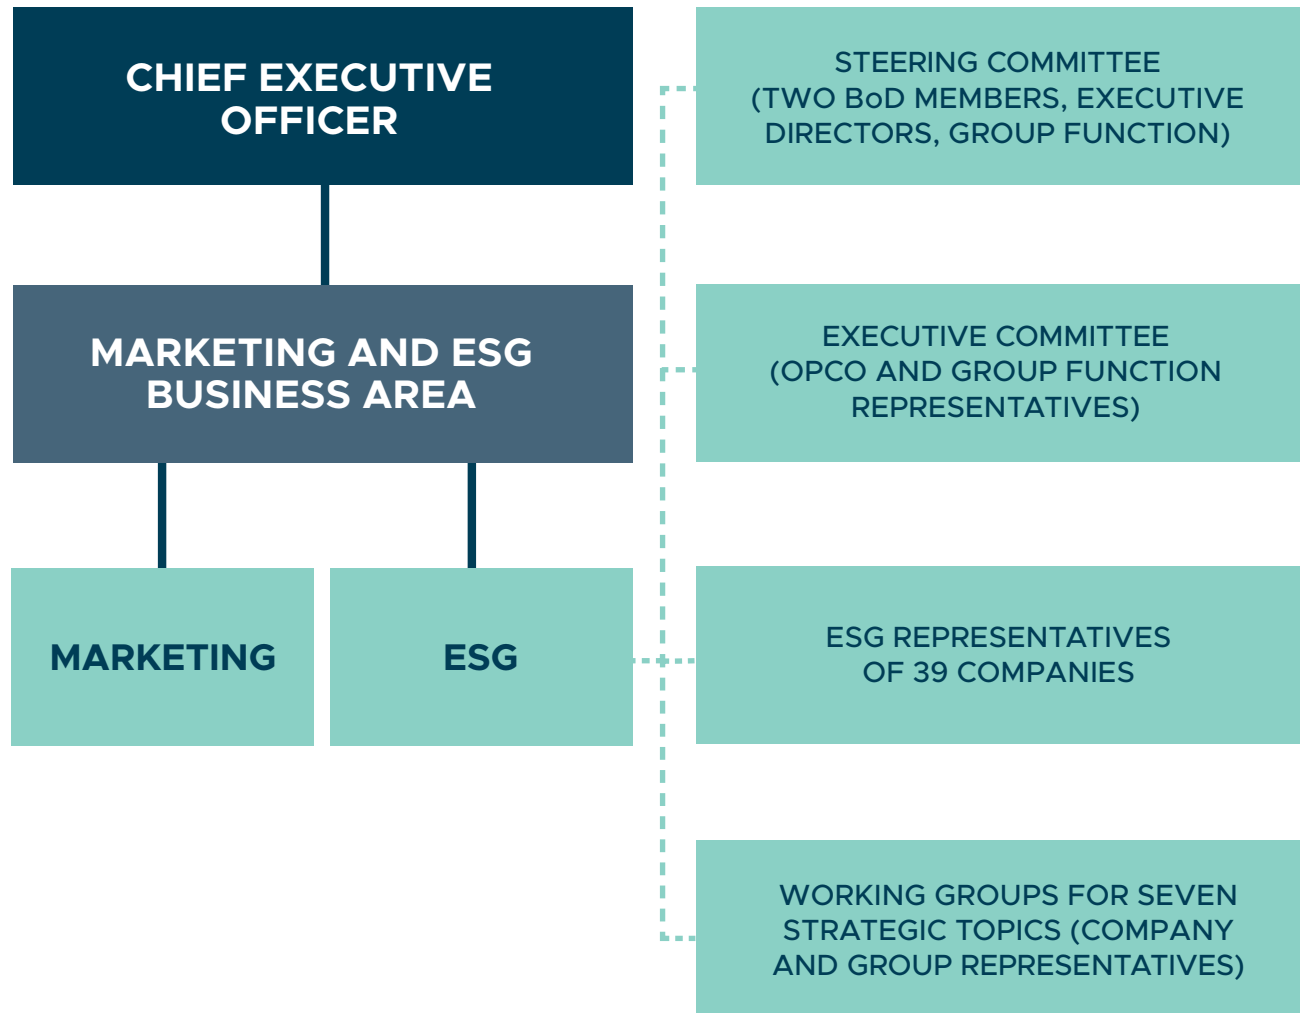 CHIEF EXECUTIVE
OFFICER
MARKETING AND ESG
BUSINESS AREA
MARKETING
ESG
STEERING COMMITTEE
(TWO BoD MEMBERS, EXECUTIVE
DIRECTORS, GROUP FUNCTION)
EXECUTIVE COMMITTEE
(OPCO AND GROUP FUNCTION
REPRESENTATIVES)
ESG REPRESENTATIVES
OF 39 COMPANIES
WORKING GROUPS FOR SEVEN
STRATEGIC TOPICS (COMPANY
AND GROUP REPRESENTATIVES)